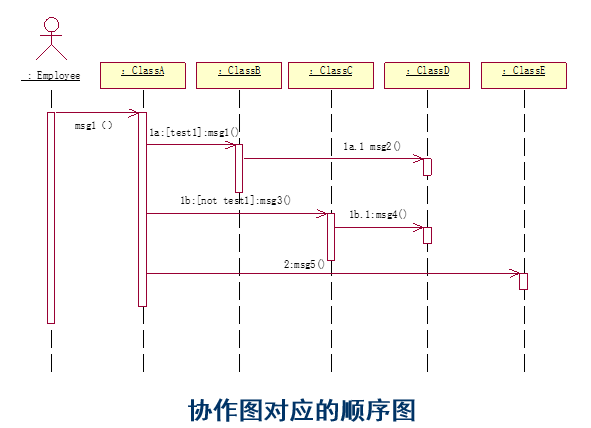 : Employee
: ClassA
: ClassB
: ClassC
: ClassD
: ClassE
msg1 ()
1a:[test1]:msg1()
1a.1 msg2()
1b:[not test1]:msg3()
1b.1:msg4()
2:msg5()
协作图对应的顺序图